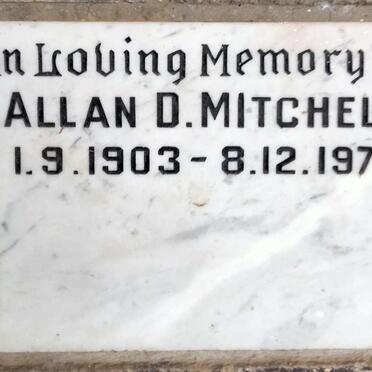 n Loving Memory
ALLAN D. MITCHEL
1.9.1903 - 8.12.197